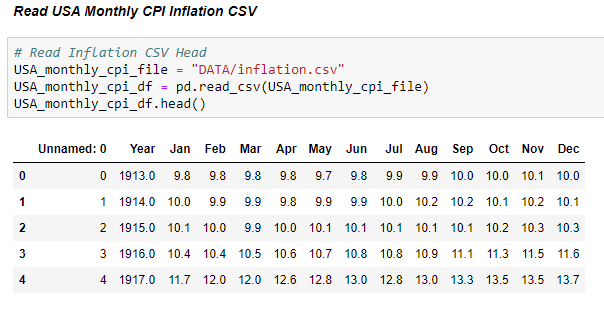 Read USA Monthly CPI Inflation CSV
# Read Inflation CSV Head
USA_monthly_cpi_file = "DATA/inflation.csv"
USA_monthly_cpi_df = pd.read_csv(USA_monthly_cpi_file)
USA_monthly_cpi_df.head()
Unnamed: 0 Year Jan Feb Mar Apr May Jun Jul Aug Sep Oct Nov Dec
0 0 1913.0 9.8 9.8 9.8 9.8 9.7 9.8 9.9 9.9 10.0 10.0 10.1 10.0
1 1 1914.0 10.0 9.9 9.9 9.8 9.9 9.9 10.0 10.2 10.2 10.1 10.2 10.1
2 2 1915.0 10.1 10.0 9.9 10.0 10.1 10.1 10.1 10.1 10.1 10.2 10.3 10.3
3 3 1916.0 10.4 10.4 10.5 10.6 10.7 10.8 10.8 10.9 11.1 11.3 11.5 11.6
4 4 1917.0 11.7 12.0 12.0 12.6 12.8 13.0 12.8 13.0 13.3 13.5 13.5 13.7